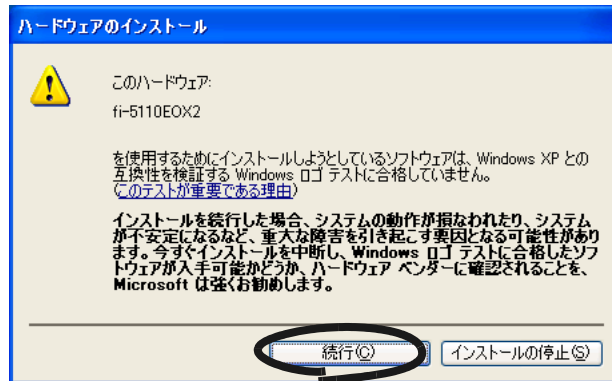 ハードウェアのインストール
このハードウェア:
fi-5110EOX2
を使用するためにインストールしようとしているソフトウェアは、Windows XP との
互換性を検証する Windows ロゴ テストに合格していません。
(このテストが重要である理由)
インストールを続行した場合、システムの動作が損なわれたり、システム
が不安定になるなど、重大な障害を引き起こす要因となる可能性があり
ます。今すぐインストールを中断し、Windows ロゴ テストに合格したソフ
トウェアが入手可能かどうか、ハードウェア ベンダーに確認されることを、
Microsoft は強くお勧めします。
続行(C)
インストールの停止(S)